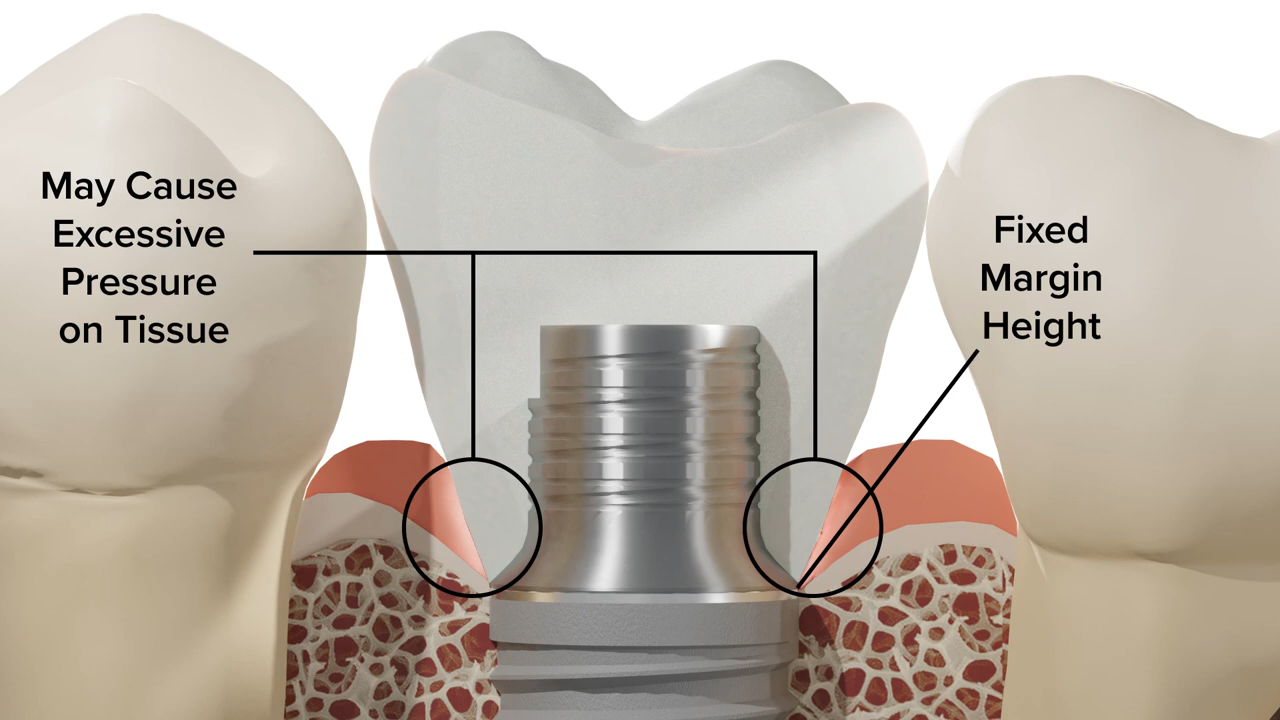 May Cause
Excessive
Pressure
on Tissue
Fixed
Margin
Height